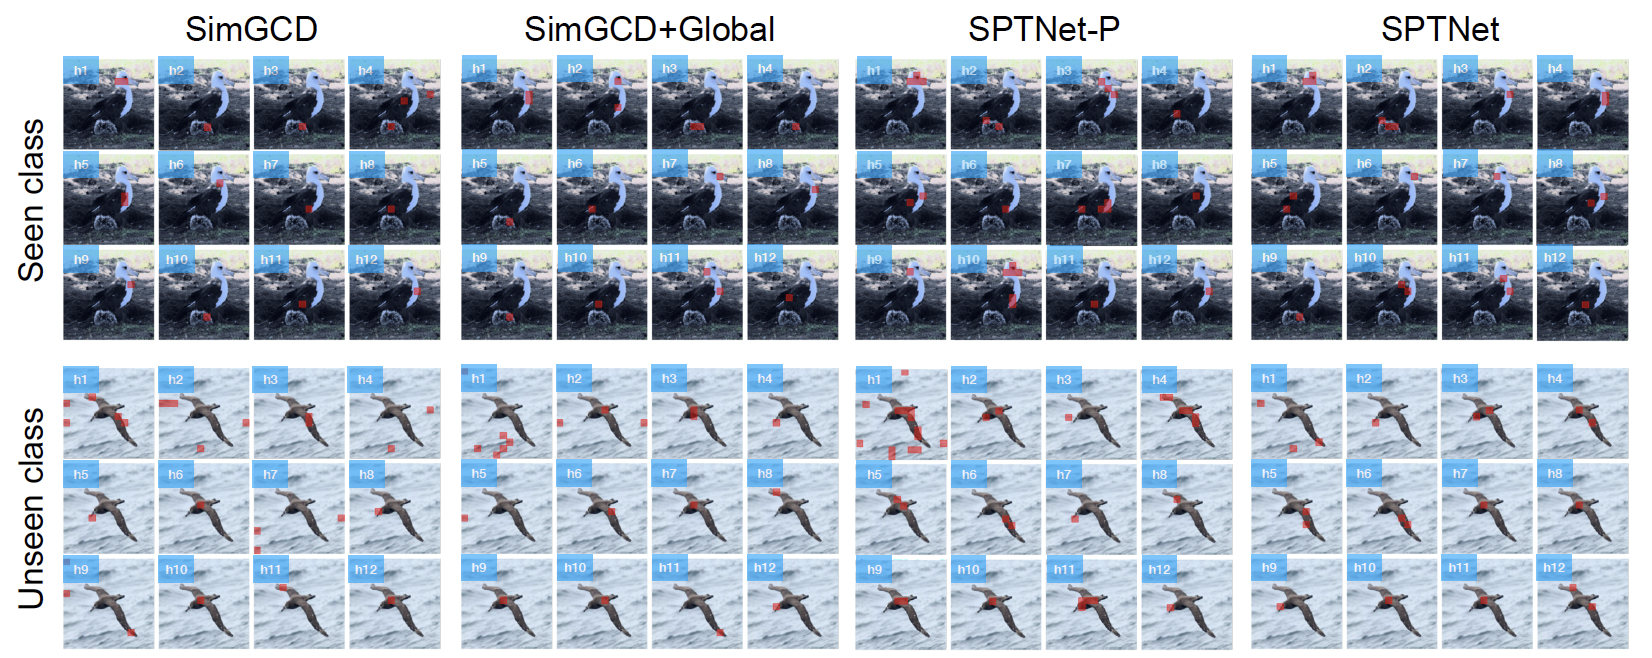 SimGCD SimGCD+Global SPTNet-P SPTNet
Seen class
h1 h2 h3 h4 h1 h2 h3 h4 h1 h2 h3 h4 h1 h2 h3 h4
h5 h6 h7 h8 h5 h6 h7 h8 h5 h6 h7 h8 h5 h6 h7 h8
h9 h10 h11 h12 h9 h10 h11 h12 h9 h10 h11 h12 h9 h10 h11 h12
Unseen class
h1 h2 h3 h4 h1 h2 h3 h4 h1 h2 h3 h4 h1 h2 h3 h4
h5 h6 h7 h8 h5 h6 h7 h8 h5 h6 h7 h8 h5 h6 h7 h8
h9 h10 h11 h12 h9 h10 h11 h12 h9 h10 h11 h12 h9 h10 h11 h12